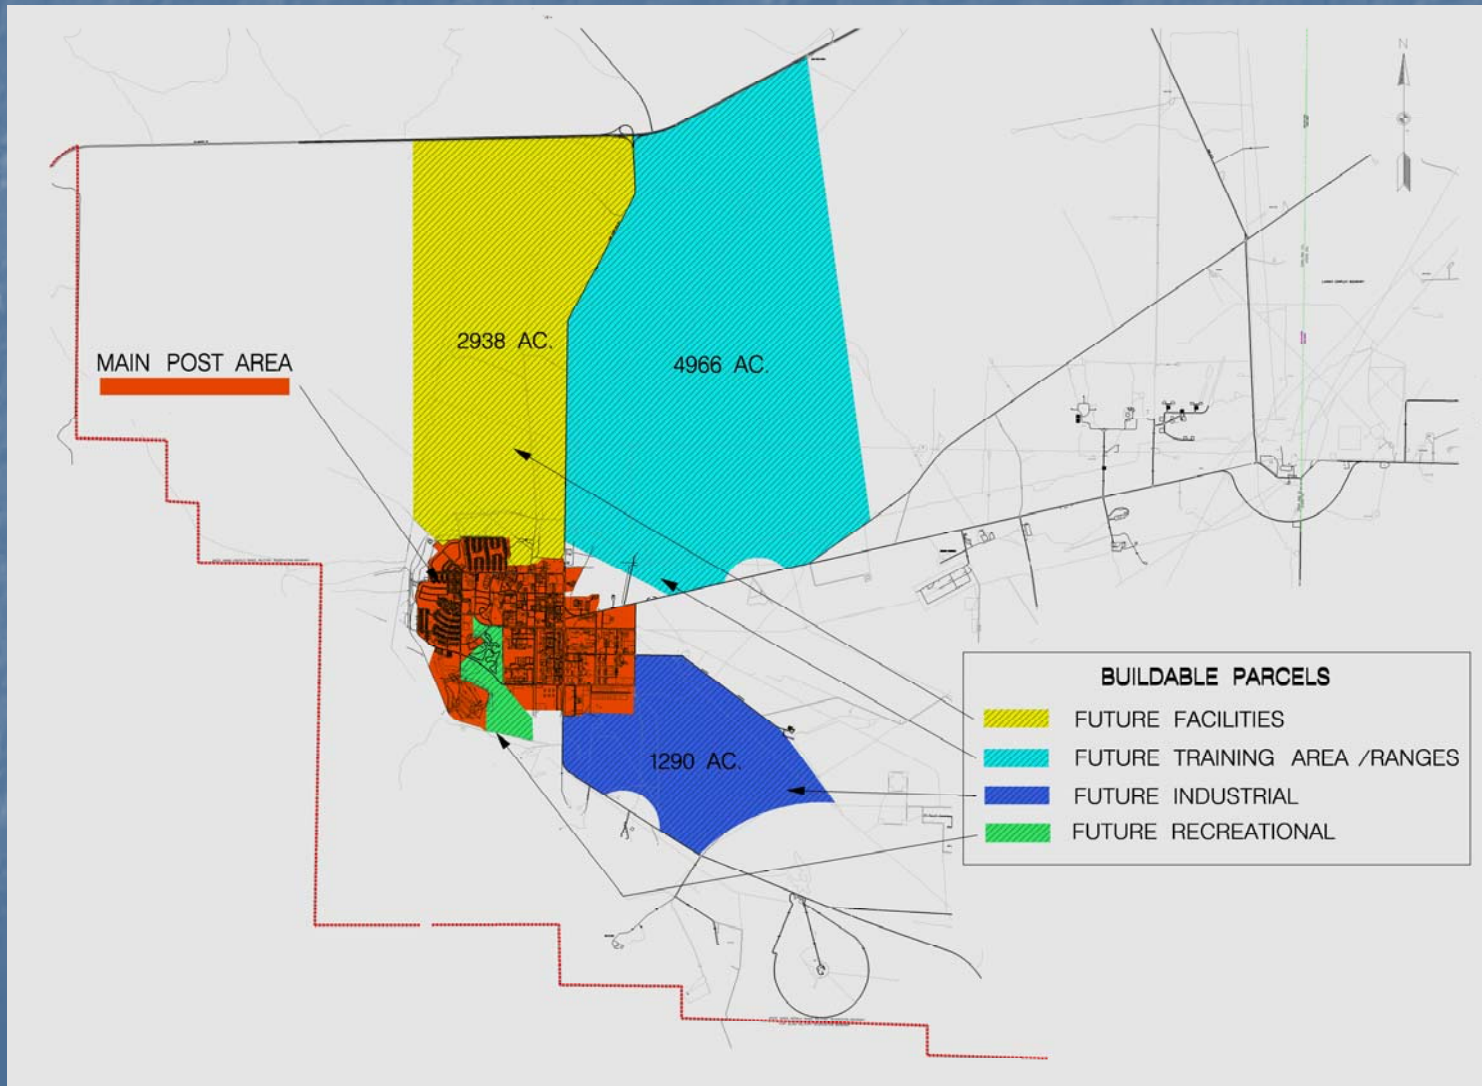 N
2938 AC.
MAIN POST AREA
4966 AC.
1290 AC.
BUILDABLE PARCELS
FUTURE FACILITIES
FUTURE TRAINING AREA /RANGES
FUTURE INDUSTRIAL
FUTURE RECREATIONAL